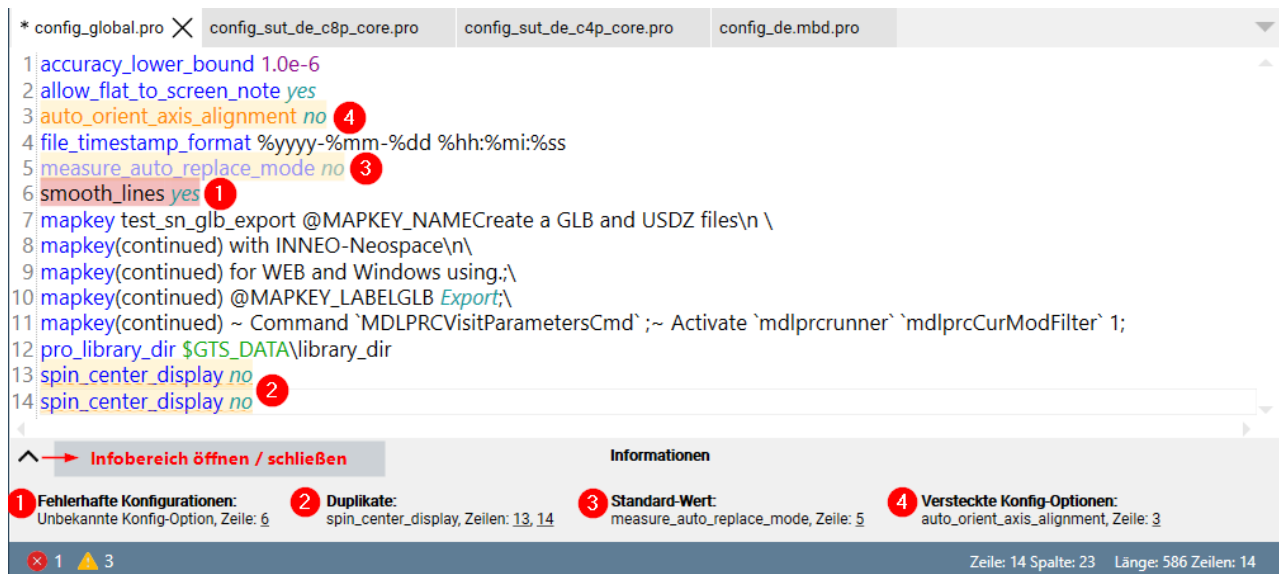 * config_global.pro config_sut_de_c8p_core.pro config_sut_de_c4p_core.pro config_de.mbd.pro
1 accuracy_lower_bound 1.0e-6
2 allow_flat_to_screen_note yes
3 auto_orient_axis_alignment no 4
4 file_timestamp_format %yyyy-%mm-%dd %hh:%mi:%ss
5 measure_auto_replace_mode no 3
6 smooth_lines yes 1
7 mapkey test_sn_glb_export @MAPKEY_NAMECreate a GLB and USDZ files\n \
8 mapkey(continued) with INNEO-Neospace\n\
9 mapkey(continued) for WEB and Windows using.;\
10 mapkey(continued) @MAPKEY_LABELGLB Export;\
11 mapkey(continued) ~ Command `MDLPRCVisitParametersCmd` ;~ Activate `mdlprcrunner` `mdlprcCurModFilter` 1;
12 pro_library_dir $GTS_DATA\library_dir
13 spin_center_display no
2
14 spin_center_display no
Infobereich öffnen / schließen Informationen
1 Fehlerhafte Konfigurationen:
Unbekannte Konfig-Option, Zeile: 6
2 Duplikate:
spin_center_display, Zeilen: 13, 14
3 Standard-Wert:
measure_auto_replace_mode, Zeile: 5
4 Versteckte Konfig-Optionen:
auto_orient_axis_alignment, Zeile: 3
1 3 Zeile: 14 Spalte: 23 Länge: 586 Zeilen: 14